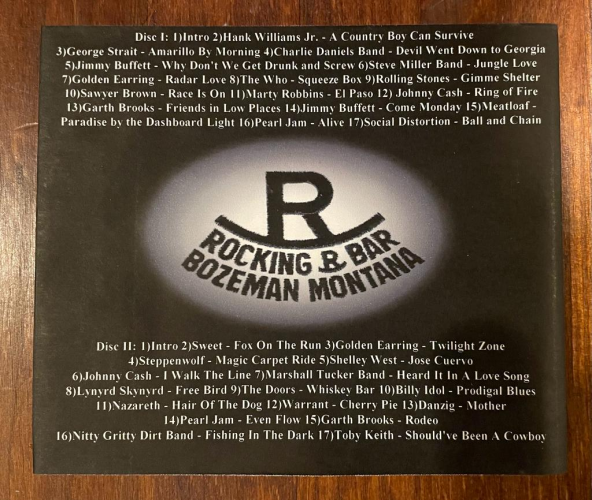 Disc I: 1)Intro 2)Hank Williams Jr. - A Country Boy Can Survive
3)George Strait - Amarillo By Morning 4)Charlie Daniels Band - Devil Went Down to Georgia
5)Jimmy Buffett - Why Don't We Get Drunk and Screw 6)Steve Miller Band - Jungle Love
7)Golden Earring - Radar Love 8)The Who - Squeeze Box 9)Rolling Stones - Gimme Shelter
10)Sawyer Brown - Race Is On 11)Marty Robbins - El Paso 12) Johnny Cash - Ring of Fire
13)Garth Brooks - Friends in Low Places 14)Jimmy Buffett - Come Monday 15)Meatloaf -
Paradise by the Dashboard Light 16)Pearl Jam - Alive 17)Social Distortion - Ball and Chain
R
ROCKING R BAR
BOZEMAN MONTANA
Disc II: 1)Intro 2)Sweet - Fox On The Run 3)Golden Earring - Twilight Zone
4)Steppenwolf - Magic Carpet Ride 5)Shelley West - Jose Cuervo
6)Johnny Cash - I Walk The Line 7)Marshall Tucker Band - Heard It In A Love Song
8)Lynyrd Skynyrd - Free Bird 9)The Doors - Whiskey Bar 10)Billy Idol - Prodigal Blues
11)Nazareth - Hair Of The Dog 12)Warrant - Cherry Pie 13)Danzig - Mother
14)Pearl Jam - Even Flow 15)Garth Brooks - Rodeo
16)Nitty Gritty Dirt Band - Fishing In The Dark 17)Toby Keith - Should've Been A Cowboy